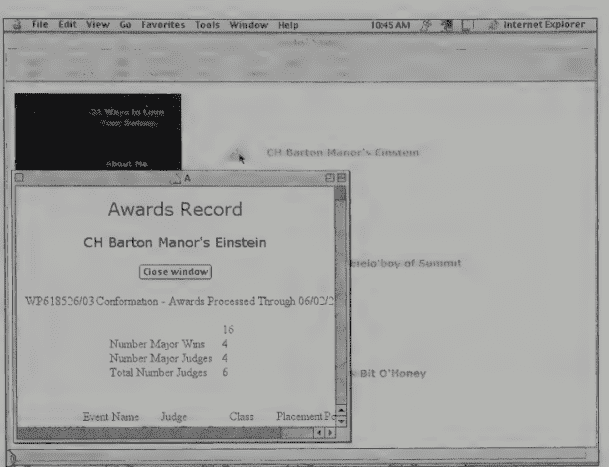 File Edit View Go Favorites Tools Window Help 10:45 AM Internet Explorer
21 Ways to Love
About Me
CH Barton Manor's Einstein
A
Awards Record
CH Barton Manor's Einstein
Close window
WP618526/03 Conformation - Awards Processed Through 06/02/2
16
Number Major Wins 4
Number Major Judges 4
Total Number Judges 6
Event Name Judge Class Placement Po
boy of Summit
Bit O'Honey